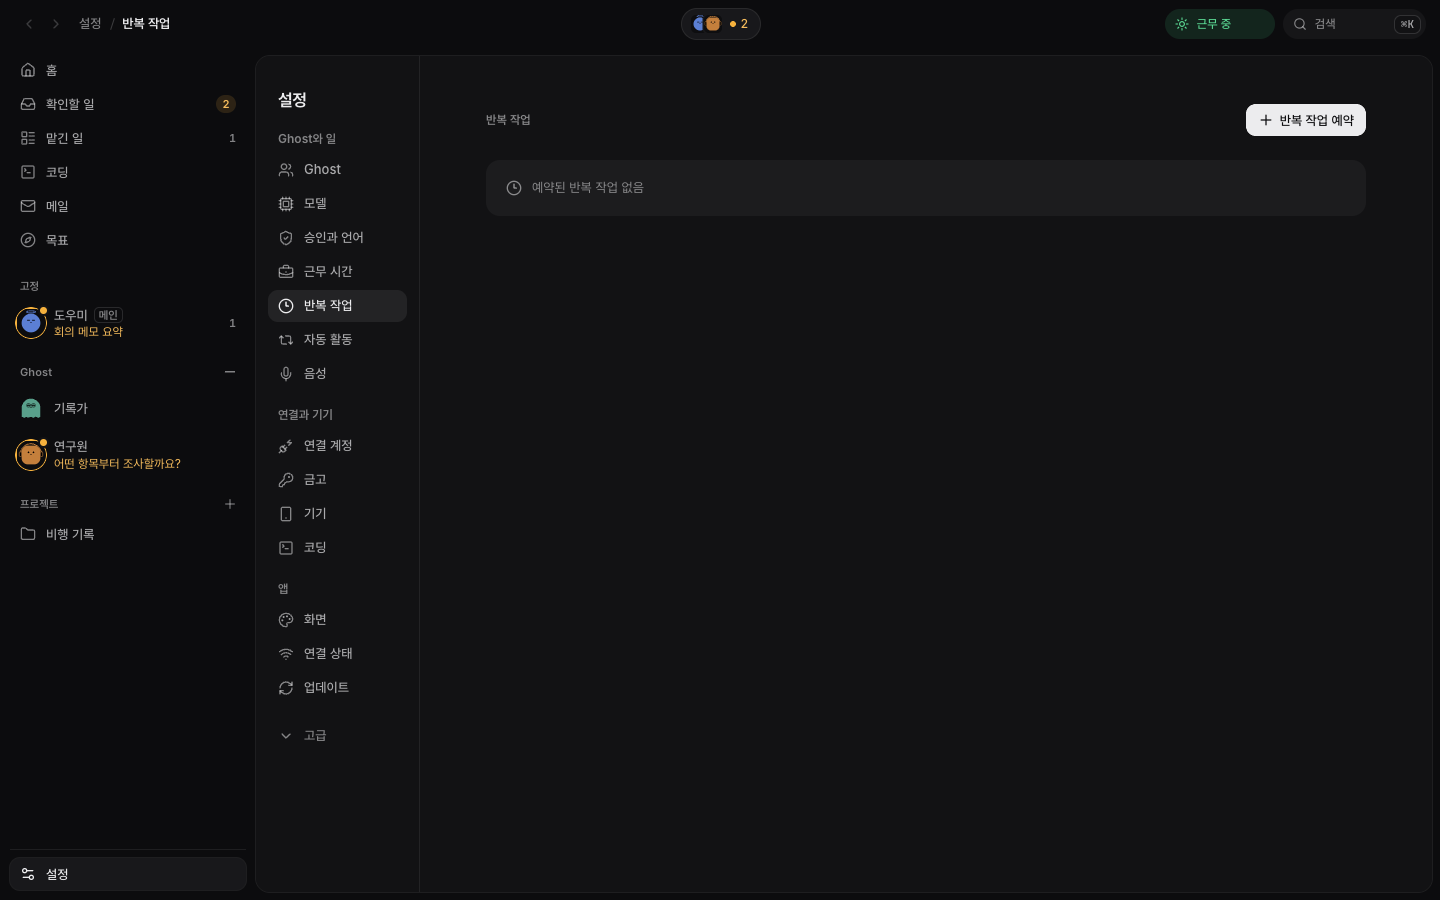 설정 / 반복 작업
2
근무 중
검색
⌘K
홈
확인할 일
2
맡긴 일
1
코딩
메일
목표
고정
도우미 메인
회의 메모 요약
1
Ghost
기록가
연구원
어떤 항목부터 조사할까요?
프로젝트
비행 기록
설정
설정
Ghost와 일
Ghost
모델
승인과 언어
근무 시간
반복 작업
자동 활동
음성
연결과 기기
연결 계정
금고
기기
코딩
앱
화면
연결 상태
업데이트
고급
반복 작업
반복 작업 예약
예약된 반복 작업 없음